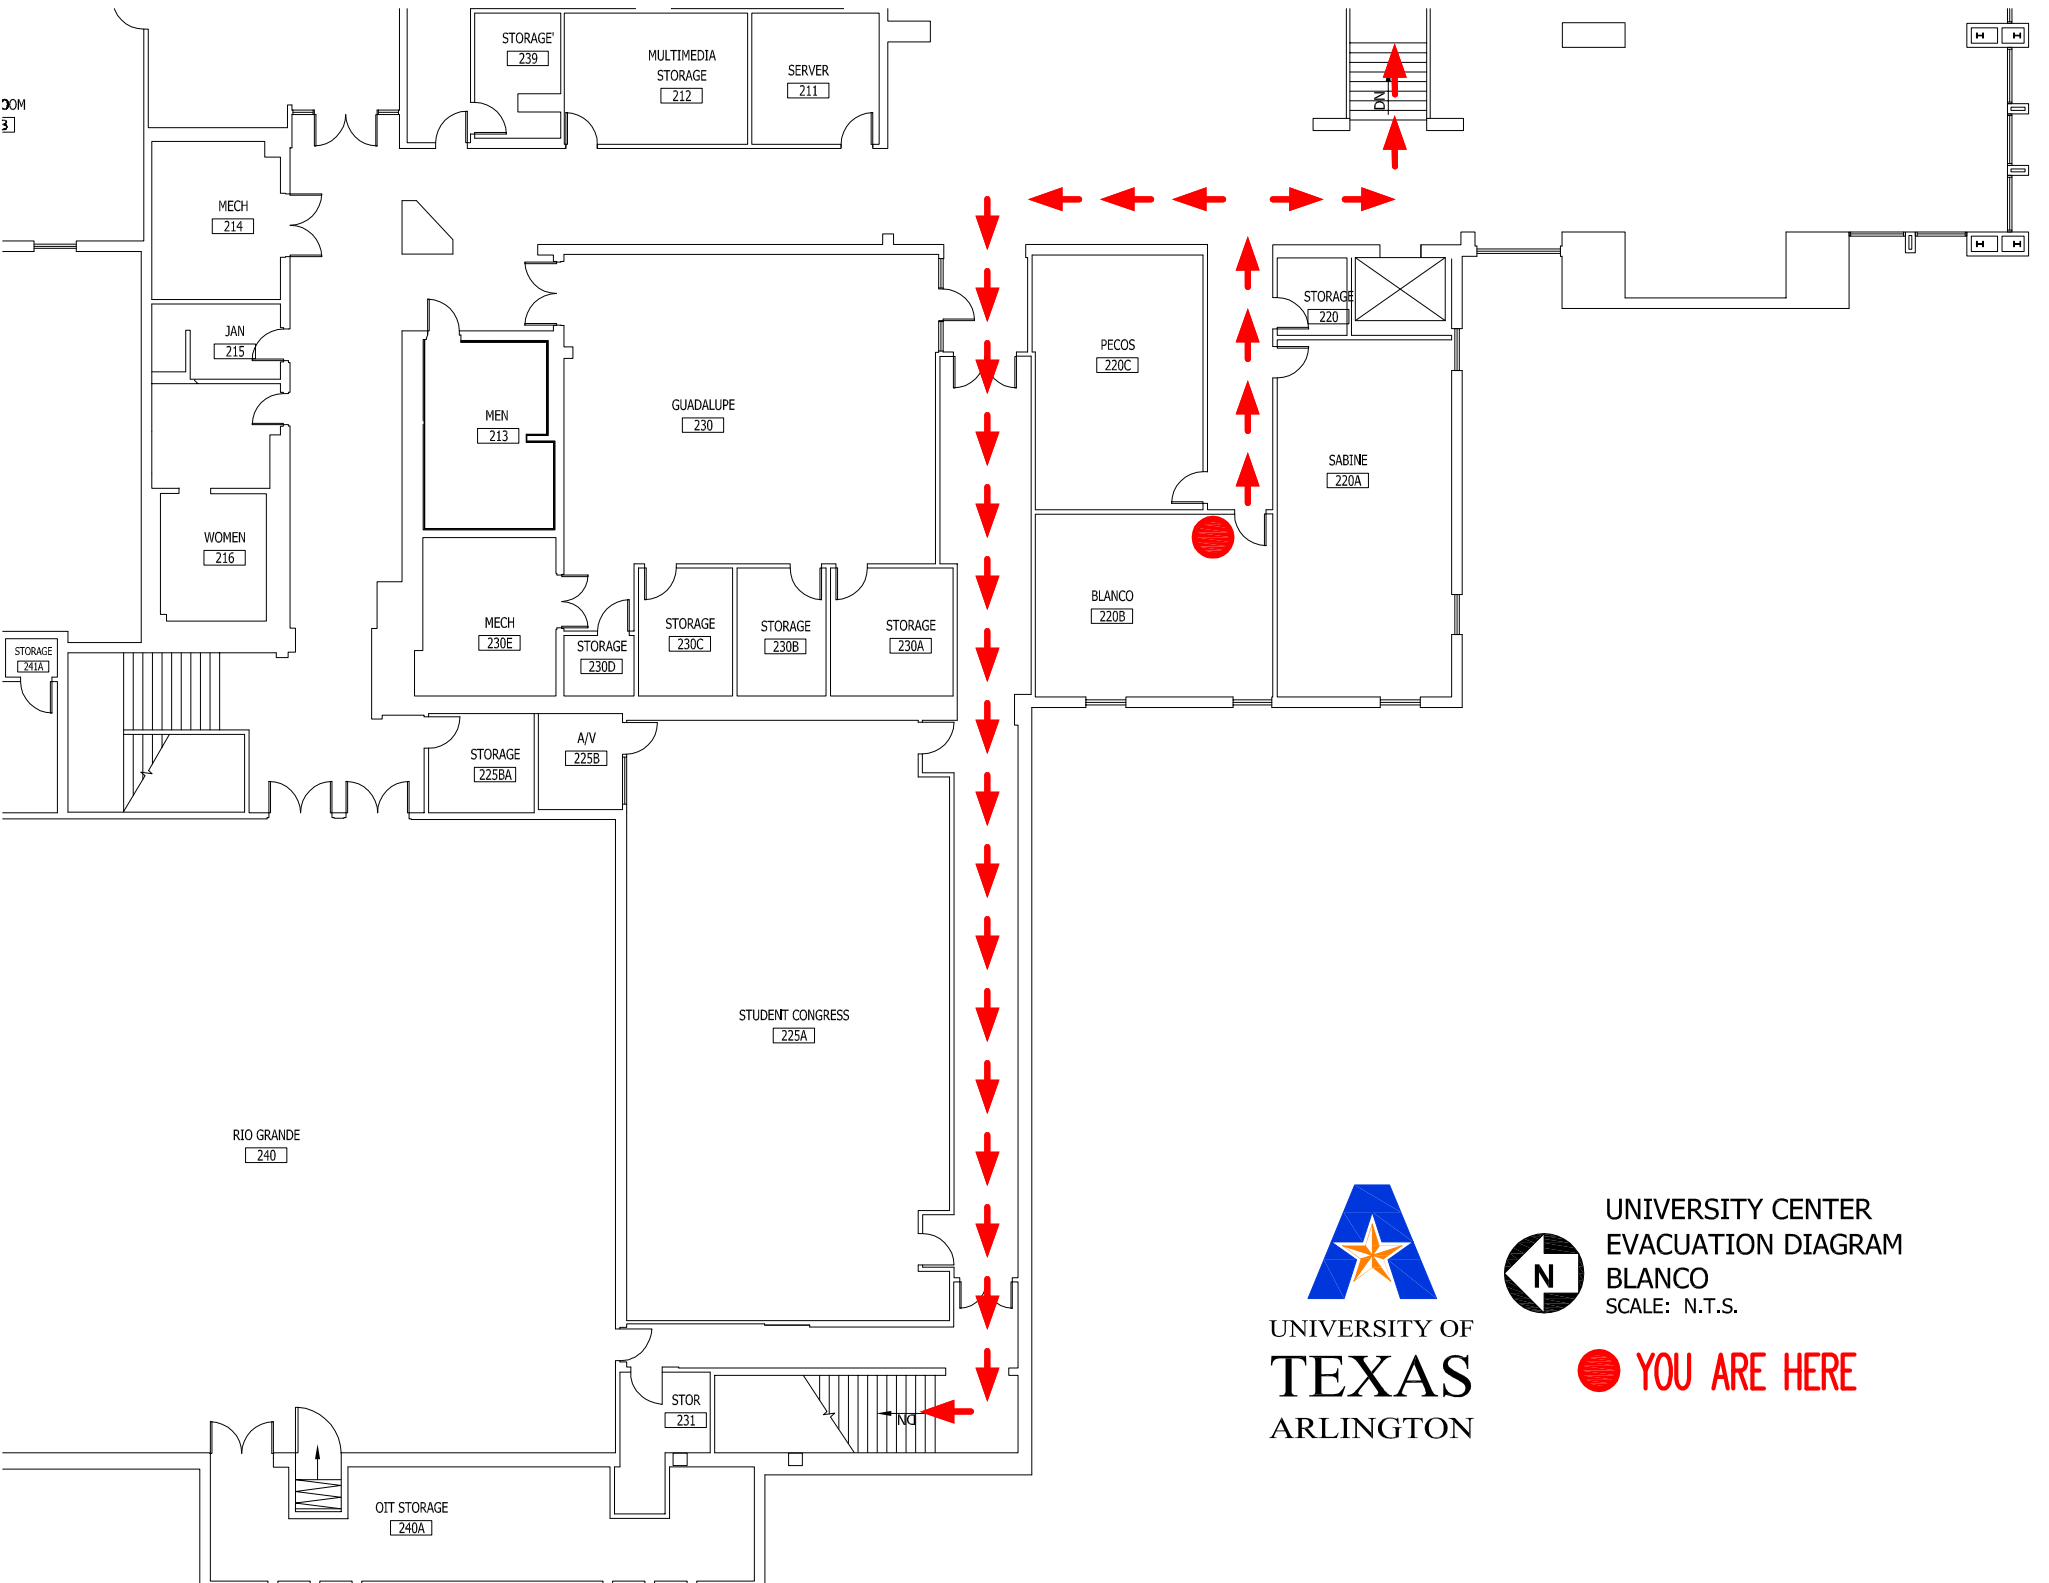 STORAGE'
239
MULTIMEDIA
STORAGE
212
SERVER
211
DN
H H
OOM
3
MECH
214
H H
STORAGE
220
JAN
215
PECOS
220C
GUADALUPE
230
MEN
213
SABINE
220A
WOMEN
216
BLANCO
220B
MECH
230E
STORAGE
230C
STORAGE
230B
STORAGE
230A
STORAGE
230D
STORAGE
241A
A/V
225B
STORAGE
225BA
STUDENT CONGRESS
225A
RIO GRANDE
240
STOR
231
DN
OIT STORAGE
240A
UNIVERSITY OF
TEXAS
ARLINGTON
N
UNIVERSITY CENTER
EVACUATION DIAGRAM
BLANCO
SCALE: N.T.S.
YOU ARE HERE